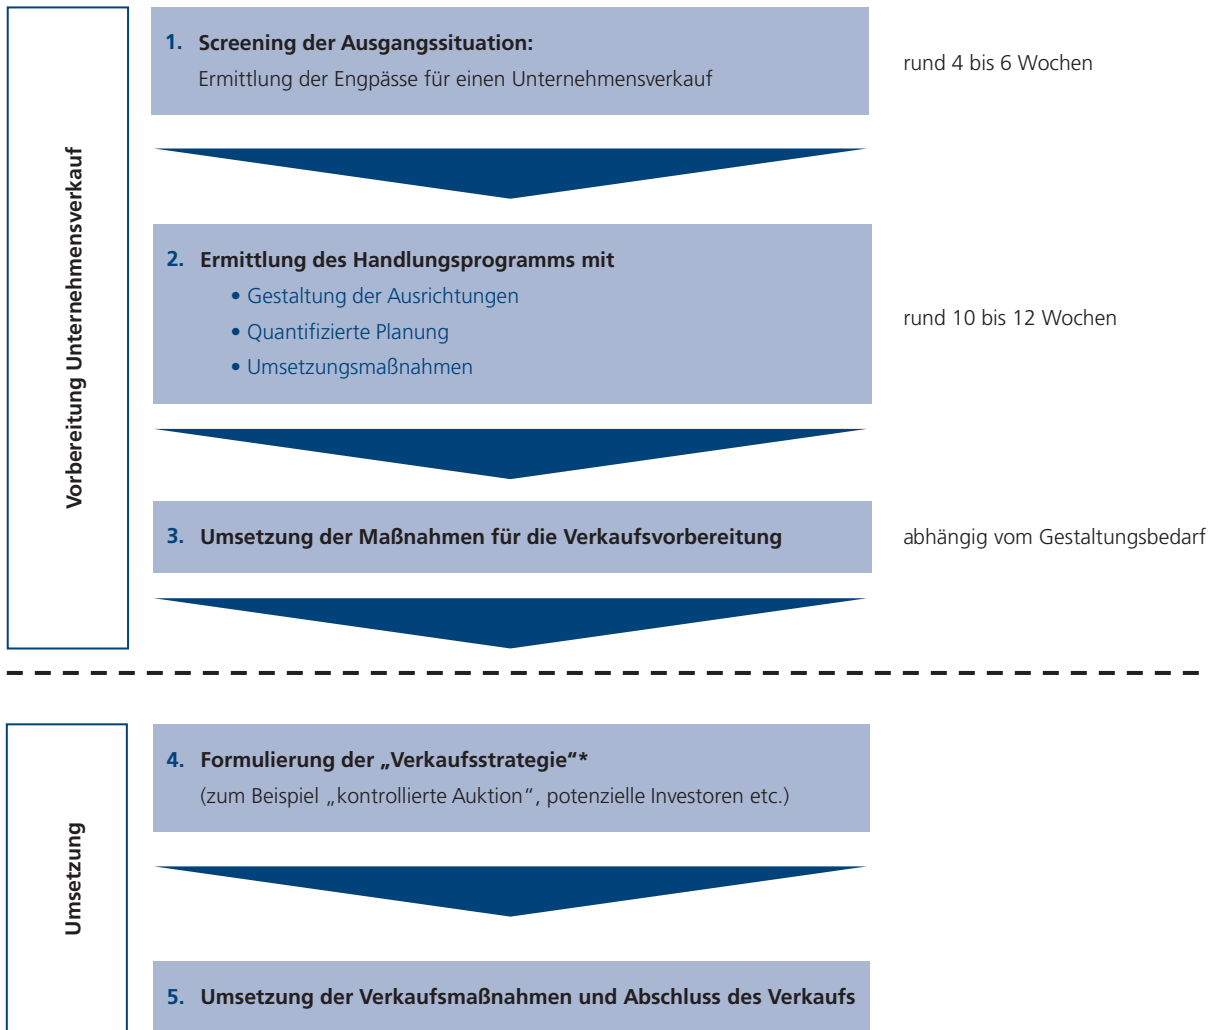 Vorbereitung Unternehmensverkauf
1. Screening der Ausgangssituation:
Ermittlung der Engpässe für einen Unternehmensverkauf
rund 4 bis 6 Wochen
2. Ermittlung des Handlungsprogramms mit
• Gestaltung der Ausrichtungen
• Quantifizierte Planung
• Umsetzungsmaßnahmen
rund 10 bis 12 Wochen
3. Umsetzung der Maßnahmen für die Verkaufsvorbereitung
abhängig vom Gestaltungsbedarf
Umsetzung
4. Formulierung der „Verkaufsstrategie“*
(zum Beispiel „kontrollierte Auktion“, potenzielle Investoren etc.)
5. Umsetzung der Verkaufsmaßnahmen und Abschluss des Verkaufs